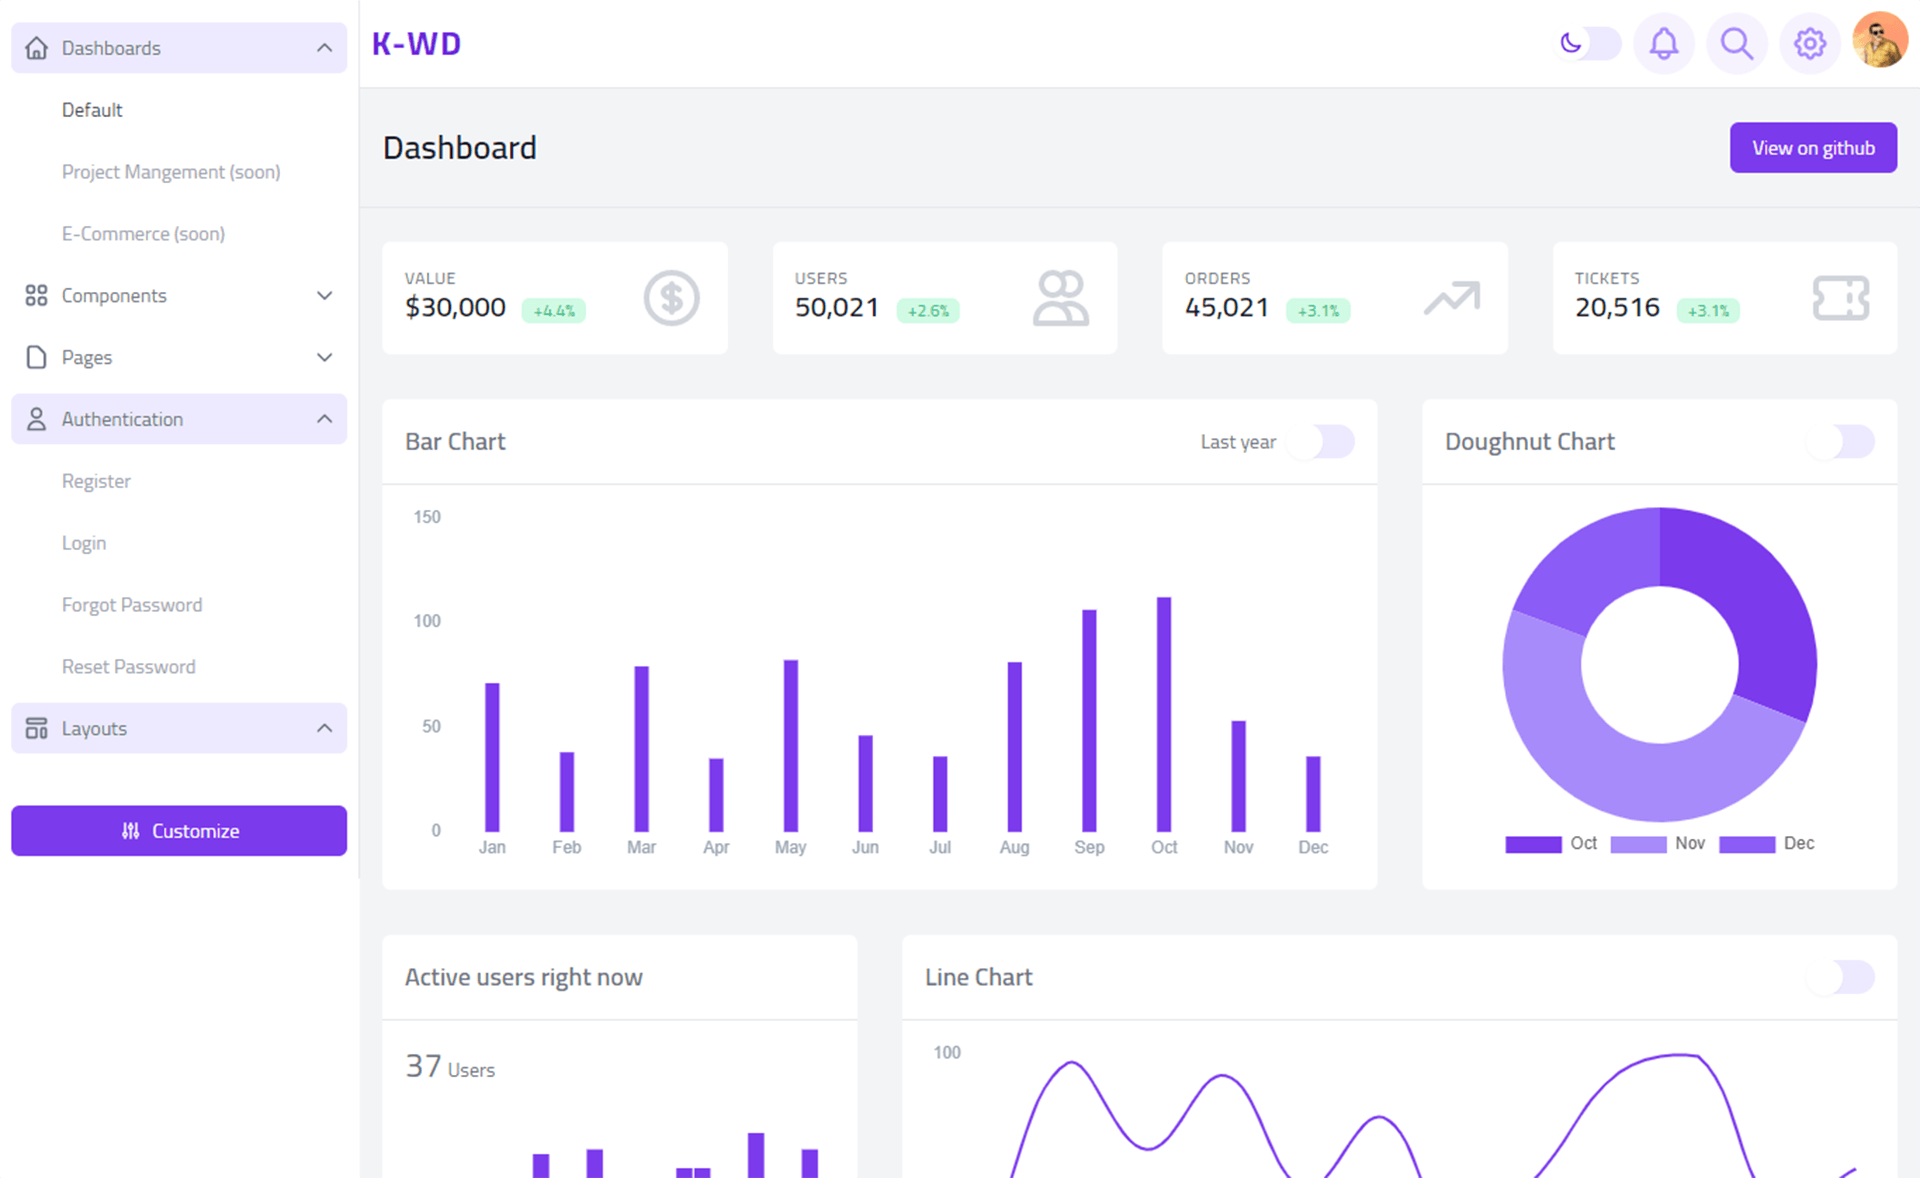 Dashboards
Default
Project Mangement (soon)
E-Commerce (soon)
Components
Pages
Authentication
Register
Login
Forgot Password
Reset Password
Layouts
Customize
K-WD
Dashboard
View on github
VALUE
$30,000 +4.4%
USERS
50,021 +2.6%
ORDERS
45,021 +3.1%
TICKETS
20,516 +3.1%
Bar Chart
Last year
150
100
50
0
Jan Feb Mar Apr May Jun Jul Aug Sep Oct Nov Dec
Doughnut Chart
Oct Nov Dec
Active users right now
37 Users
Line Chart
100